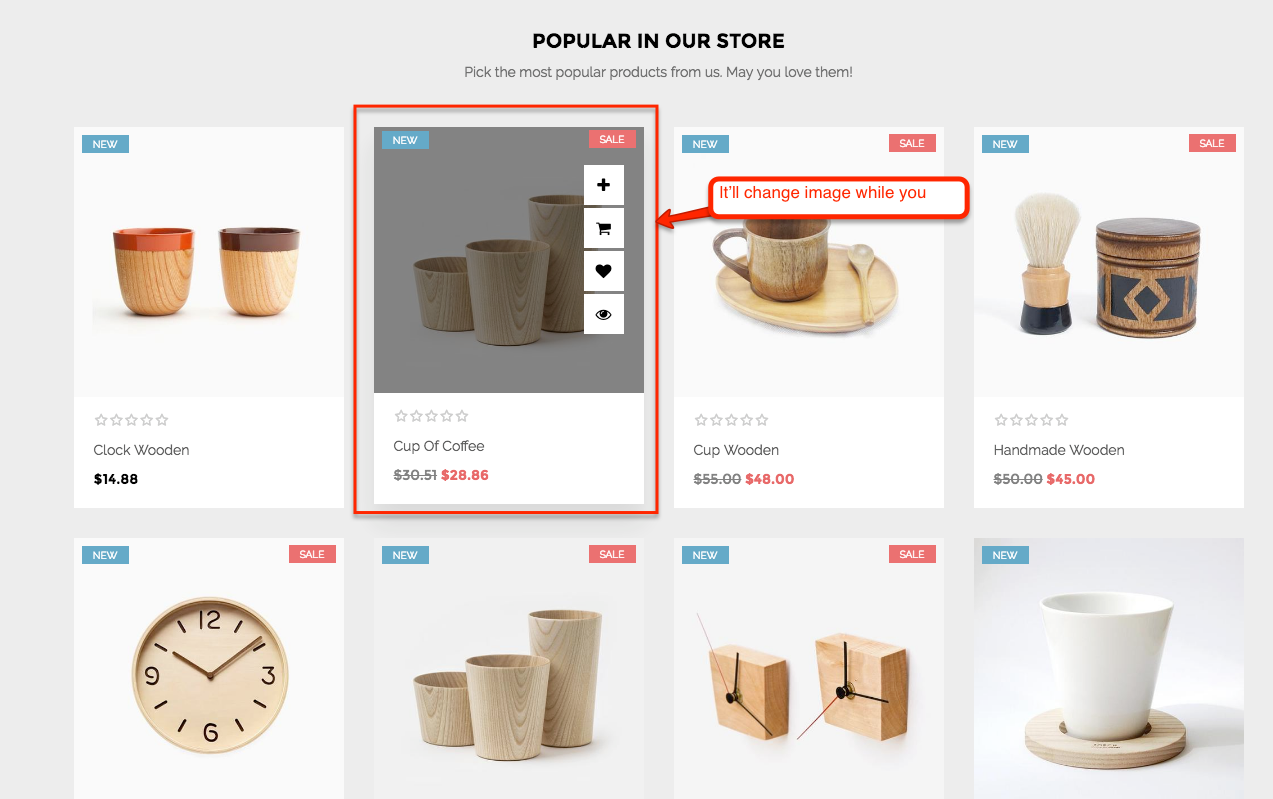 POPULAR IN OUR STORE
Pick the most popular products from us. May you love them!
NEW
NEW
SALE
NEW
SALE
NEW
SALE
It'll change image while you
Clock Wooden
$14.88
Cup Of Coffee
$30.51 $28.86
Cup Wooden
$55.00 $48.00
Handmade Wooden
$50.00 $45.00
NEW
SALE
NEW
SALE
NEW
SALE
NEW
12
9
3
6